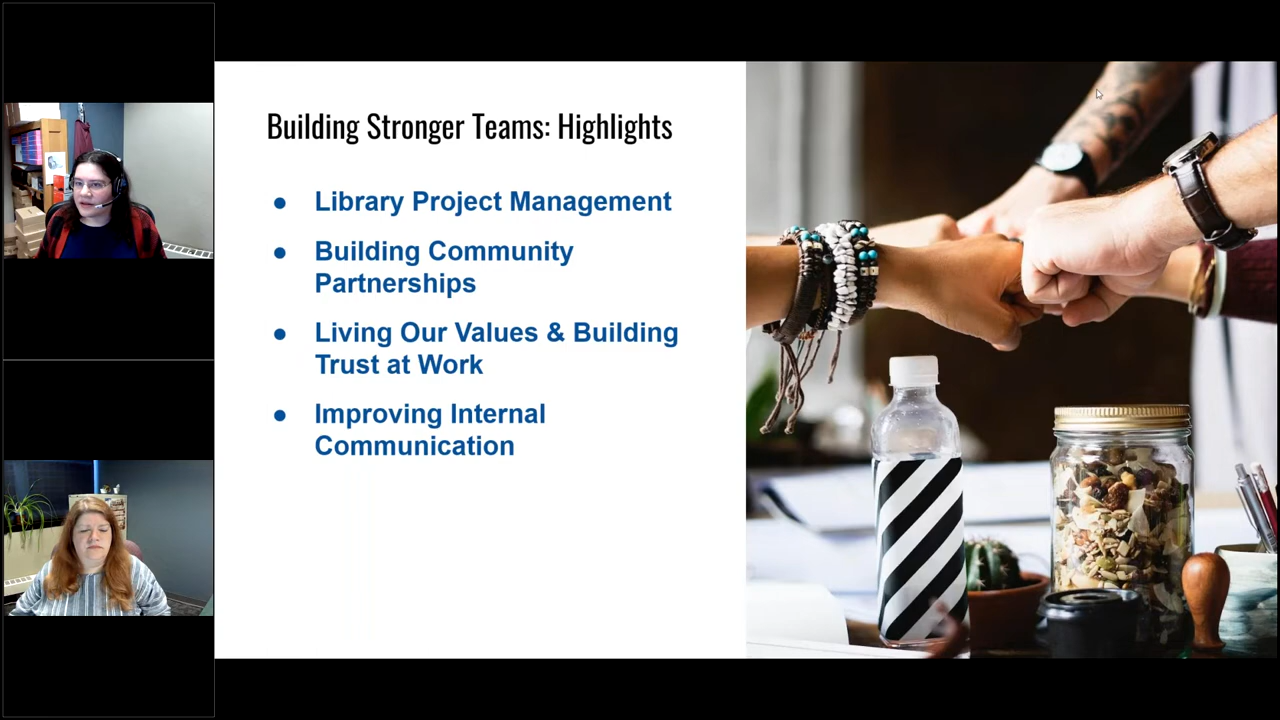 Building Stronger Teams: Highlights
● Library Project Management
● Building Community
Partnerships
● Living Our Values & Building
Trust at Work
● Improving Internal
Communication